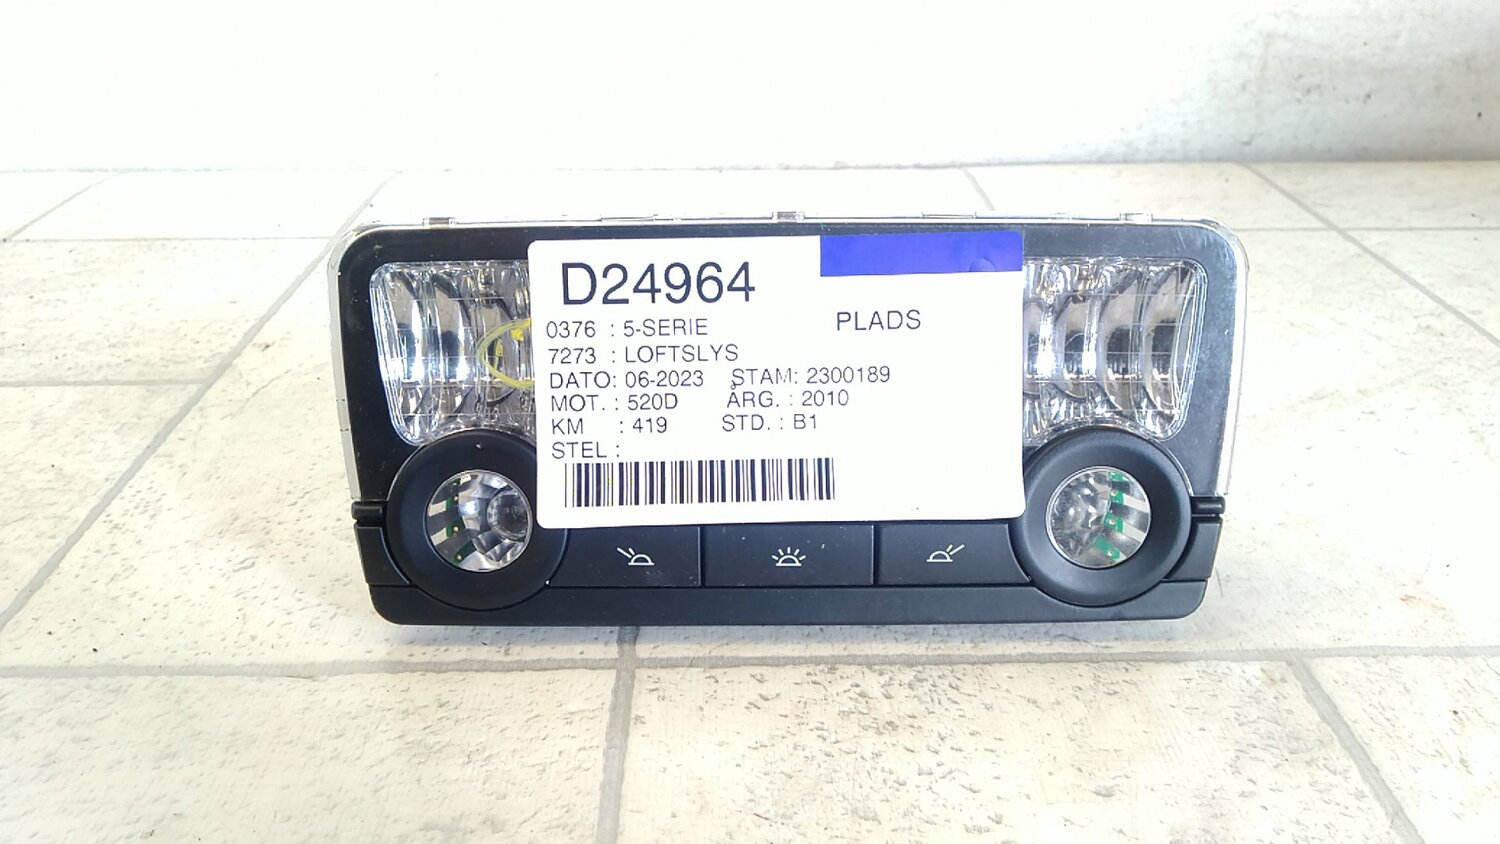 D24964
0376 : 5-SERIE PLADS
7273 : LOFTSLYS
DATO: 06-2023 STAM: 2300189
MOT. : 520D ÅRG. : 2010
KM : 419 STD. : B1
STEL :